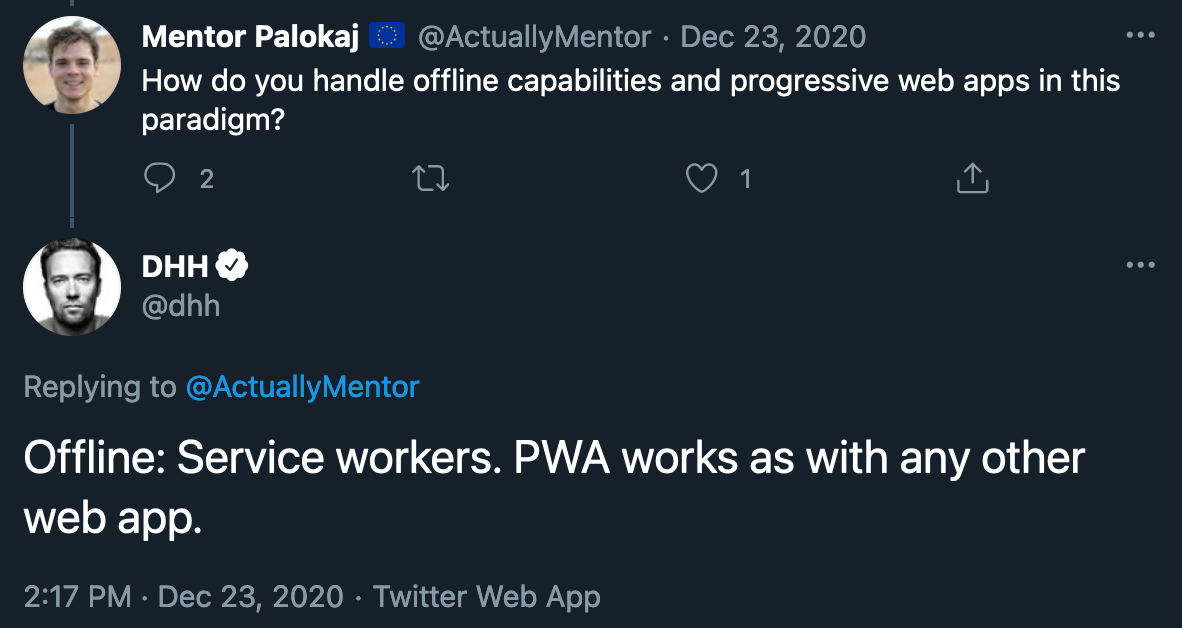 Mentor Palokaj 🇪🇺 @ActuallyMentor · Dec 23, 2020
How do you handle offline capabilities and progressive web apps in this
paradigm?
2 1
DHH
@dhh
Replying to @ActuallyMentor
Offline: Service workers. PWA works as with any other
web app.
2:17 PM · Dec 23, 2020 · Twitter Web App